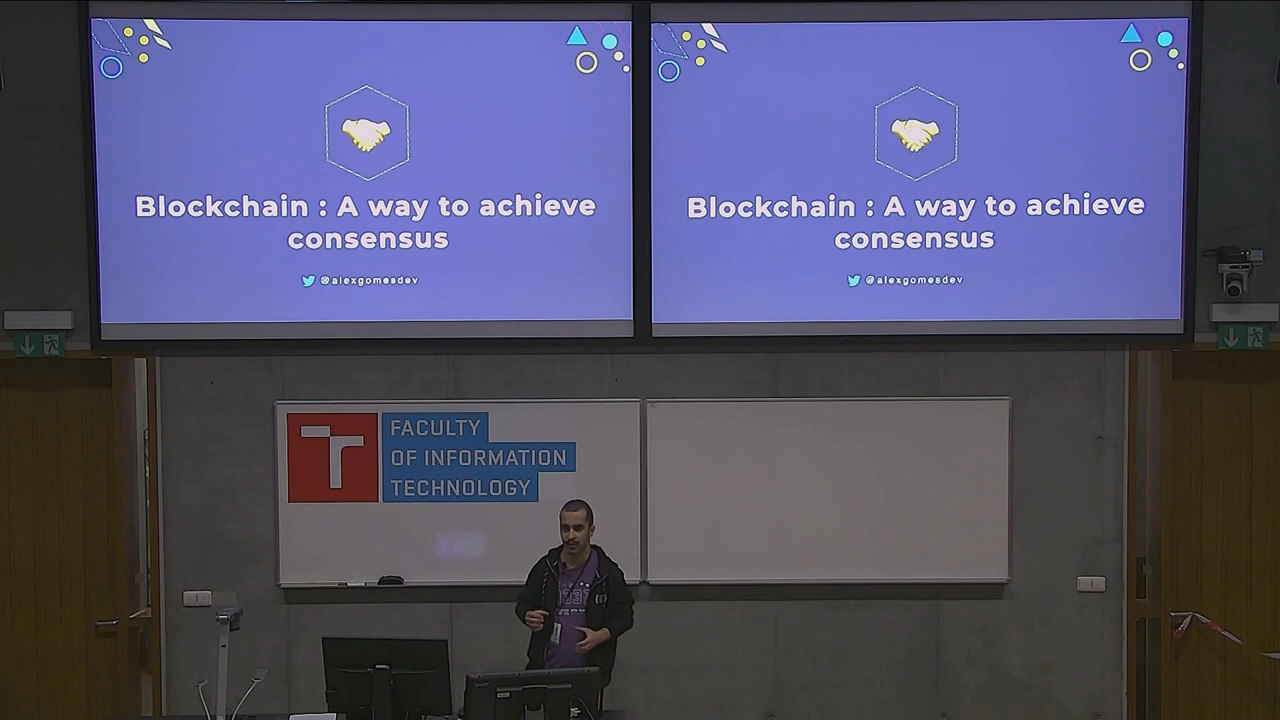 Blockchain : A way to achieve
consensus
@alexgomesdev
Blockchain : A way to achieve
consensus
@alexgomesdev
FACULTY
OF INFORMATION
TECHNOLOGY